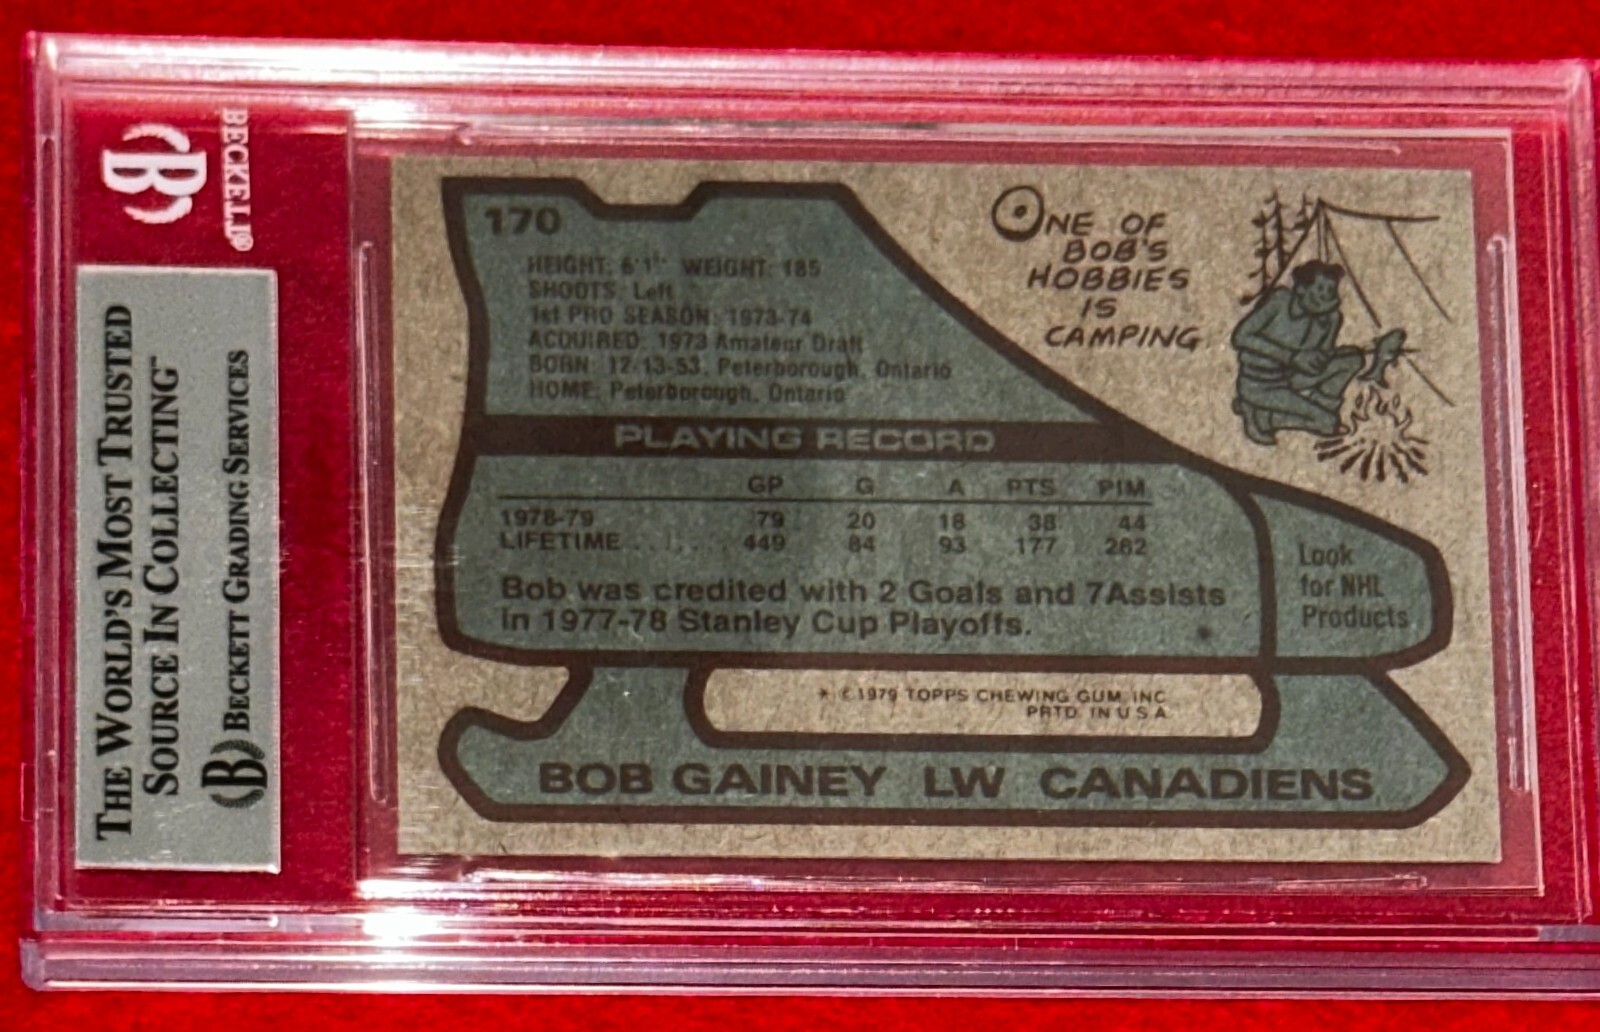 BECKETT®
B
THE WORLD'S MOST TRUSTED
SOURCE IN COLLECTING™
B BECKETT GRADING SERVICES
170
HEIGHT: 6'1" WEIGHT: 185
SHOOTS: Left
1st PRO SEASON: 1973-74
ACQUIRED: 1973 Amateur Draft
BORN: 12-13-53, Peterborough, Ontario
HOME: Peterborough, Ontario
ONE OF
BOB'S
HOBBIES
IS
CAMPING
PLAYING RECORD
GP G A PTS PIM
1978-79 79 20 18 38 44
LIFETIME........ 449 84 93 177 262
Bob was credited with 2 Goals and 7 Assists
in 1977-78 Stanley Cup Playoffs.
Look
for NHL
Products
* © 1979 TOPPS CHEWING GUM, INC.
PRTD. IN U S A
BOB GAINEY LW CANADIENS